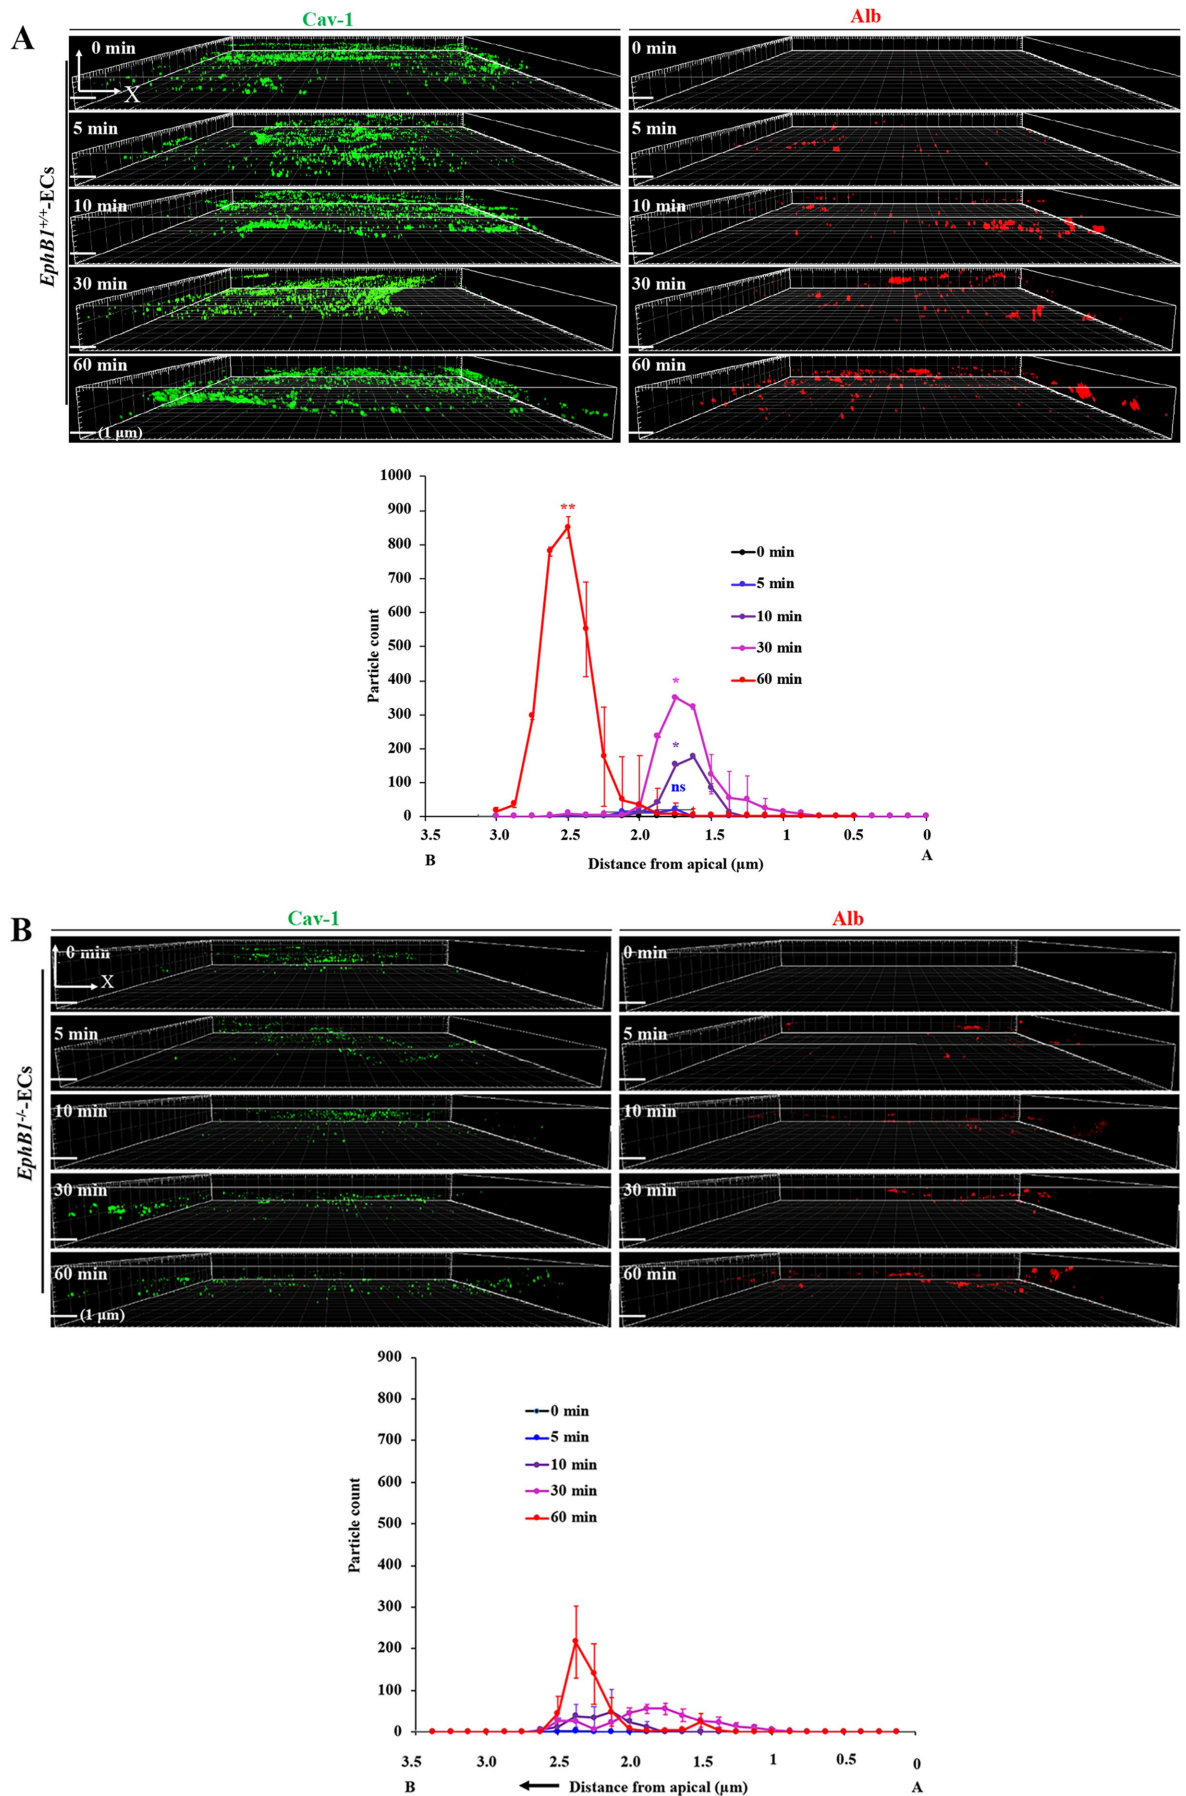 A
Cav-1
Alb
EphB1+/+-ECs
0 min
X
0 min
5 min
5 min
10 min
10 min
30 min
30 min
60 min
(1 µm)
60 min
1000
900
800
700
600
500
400
300
200
100
0
Particle count
**
*
*
ns
0 min
5 min
10 min
30 min
60 min
3.5
3.0
2.5
2.0
1.5
1
0.5
0
B
Distance from apical (µm)
A
B
Cav-1
Alb
EphB1-/--ECs
0 min
X
0 min
5 min
5 min
10 min
10 min
30 min
30 min
60 min
(1 µm)
60 min
900
800
700
600
500
400
300
200
100
0
Particle count
0 min
5 min
10 min
30 min
60 min
3.5
3.0
2.5
2.0
1.5
1
0.5
0
B
Distance from apical (µm)
A